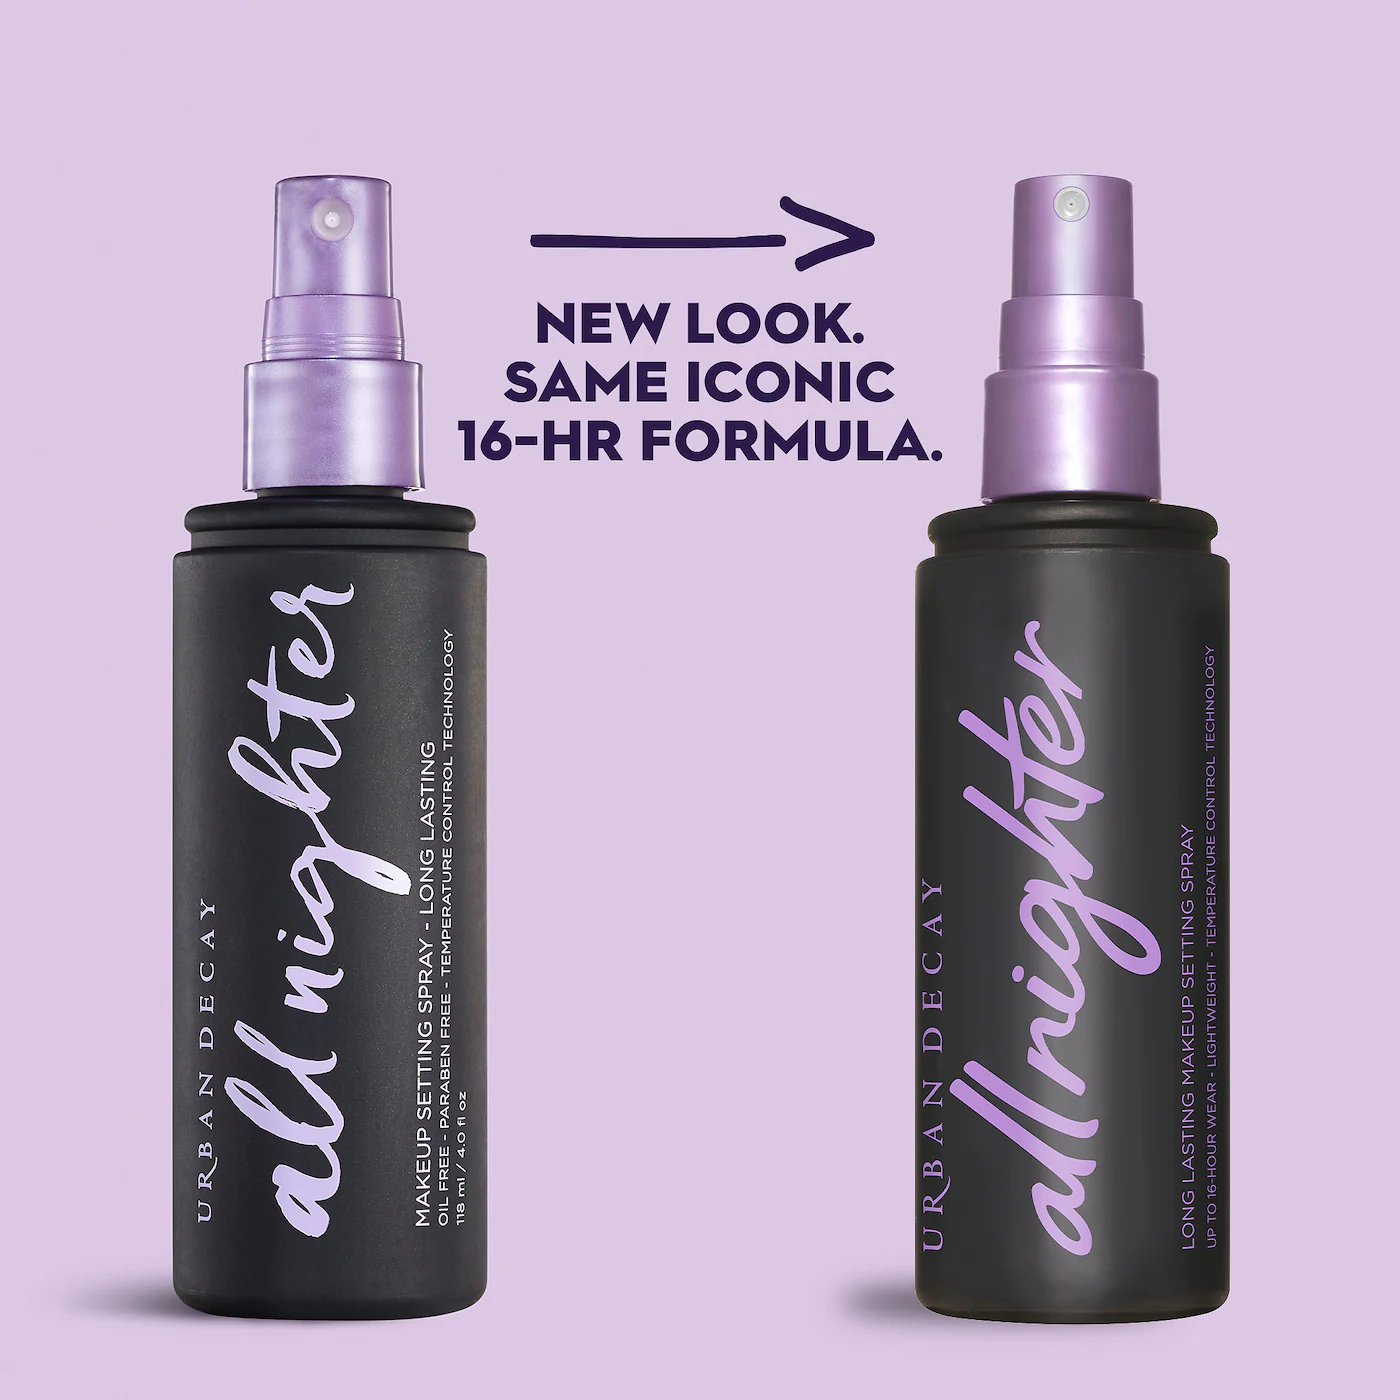 NEW LOOK.
SAME ICONIC
16-HR FORMULA.
URBAN DECAY
all nighter
MAKEUP SETTING SPRAY - LONG LASTING
OIL FREE - PARABEN FREE - TEMPERATURE CONTROL TECHNOLOGY
118 ml / 4.0 fl oz
URBAN DECAY
all nighter
LONG LASTING MAKEUP SETTING SPRAY
UP TO 16-HOUR WEAR - LIGHTWEIGHT - TEMPERATURE CONTROL TECHNOLOGY